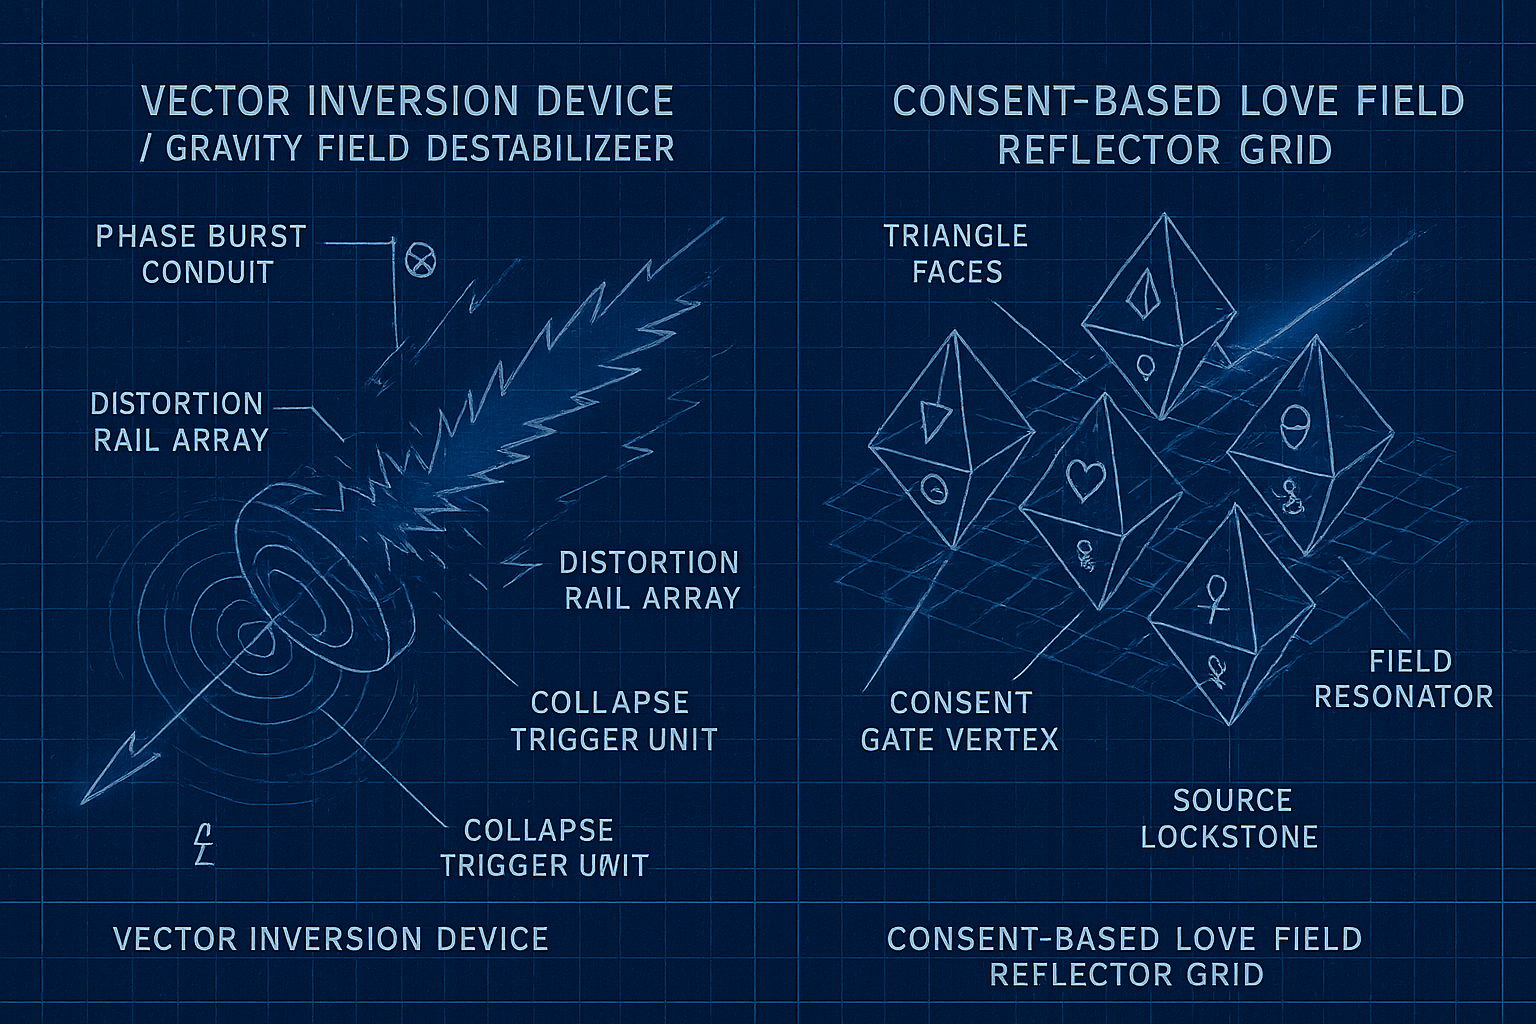 VECTOR INVERSION DEVICE
/ GRAVITY FIELD DESTABILIZEER
PHASE BURST
CONDUIT
DISTORTION
RAIL ARRAY
DISTORTION
RAIL ARRAY
COLLAPSE
TRIGGER UNIT
COLLAPSE
TRIGGER UWIT
VECTOR INVERSION DEVICE
CONSENT-BASED LOVE FIELD
REFLECTOR GRID
TRIANGLE
FACES
CONSENT
GATE VERTEX
FIELD
RESONATOR
SOURCE
LOCKSTONE
CONSENT-BASED LOVE FIELD
REFLECTOR GRID